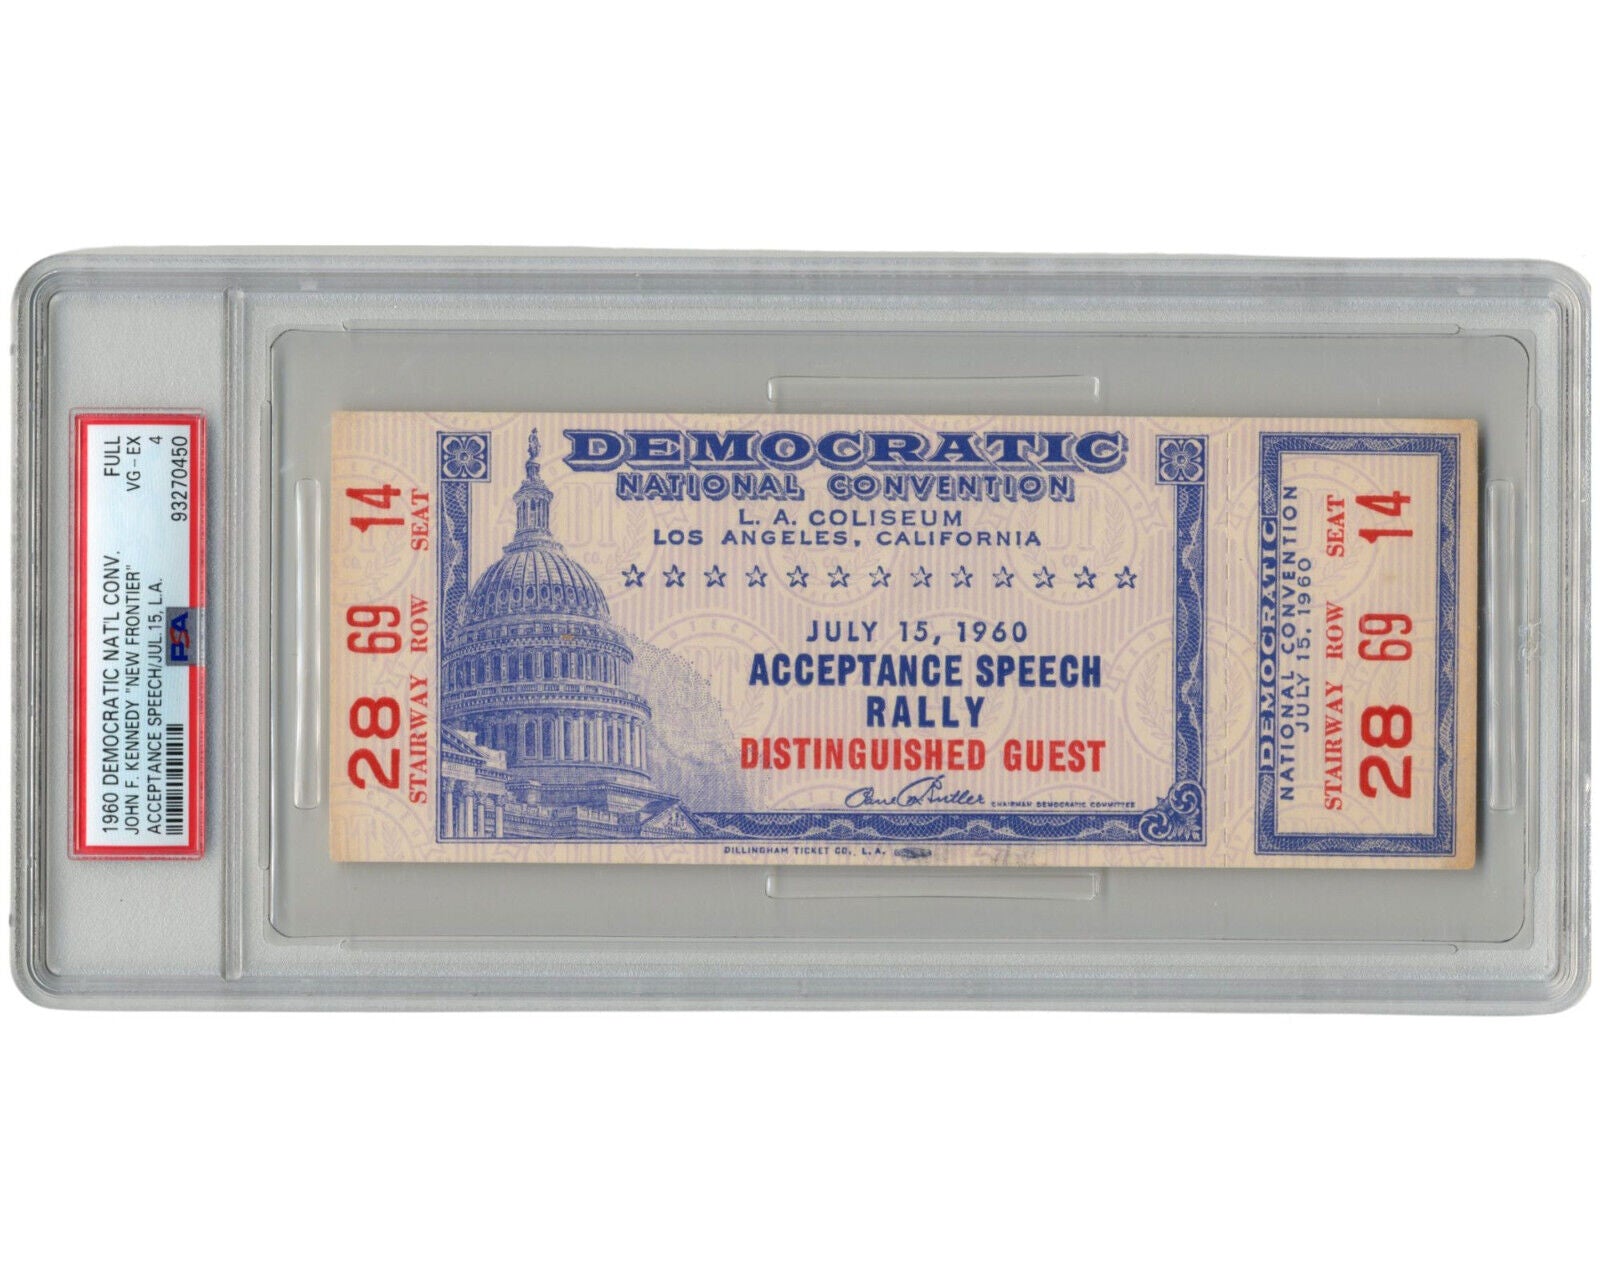 1960 DEMOCRATIC NAT'L CONV. FULL
JOHN F. KENNEDY "NEW FRONTIER" VG-EX
ACCEPTANCE SPEECH/JUL 15, L.A. 4
93270450
PSA
28 69 14
STAIRWAY ROW SEAT
DEMOCRATIC
NATIONAL CONVENTION
L. A. COLISEUM
LOS ANGELES, CALIFORNIA
JULY 15, 1960
ACCEPTANCE SPEECH
RALLY
DISTINGUISHED GUEST
CHAIRMAN DEMOCRATIC COMMITTEE
DILLINGHAM TICKET CO., L.A.
DEMOCRATIC
NATIONAL CONVENTION
JULY 15, 1960
STAIRWAY ROW SEAT
28 69 14